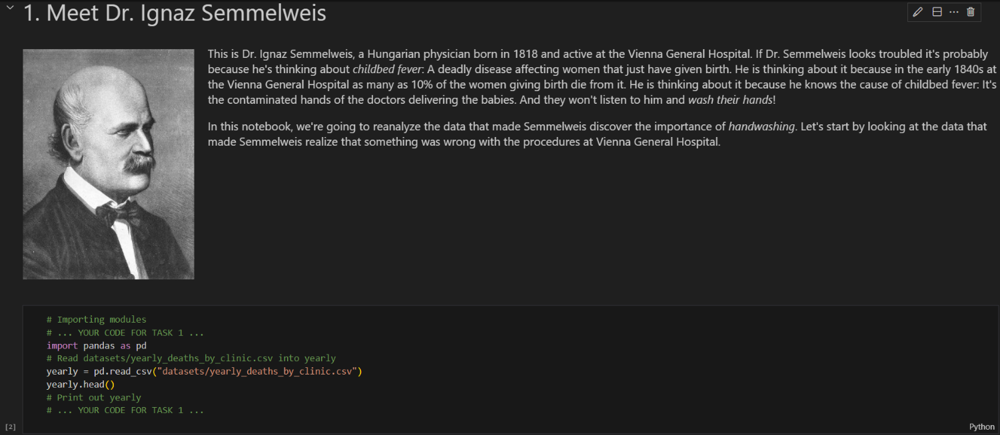 1. Meet Dr. Ignaz Semmelweis
This is Dr. Ignaz Semmelweis, a Hungarian physician born in 1818 and active at the Vienna General Hospital. If Dr. Semmelweis looks troubled it's probably
because he's thinking about childbed fever: A deadly disease affecting women that just have given birth. He is thinking about it because in the early 1840s at
the Vienna General Hospital as many as 10% of the women giving birth die from it. He is thinking about it because he knows the cause of childbed fever: It's
the contaminated hands of the doctors delivering the babies. And they won't listen to him and wash their hands!
In this notebook, we're going to reanalyze the data that made Semmelweis discover the importance of handwashing. Let's start by looking at the data that
made Semmelweis realize that something was wrong with the procedures at Vienna General Hospital.
# Importing modules
# ... YOUR CODE FOR TASK 1 ...
import pandas as pd
# Read datasets/yearly_deaths_by_clinic.csv into yearly
yearly = pd.read_csv("datasets/yearly_deaths_by_clinic.csv")
yearly.head()
# Print out yearly
# ... YOUR CODE FOR TASK 1 ...
[2]
Python